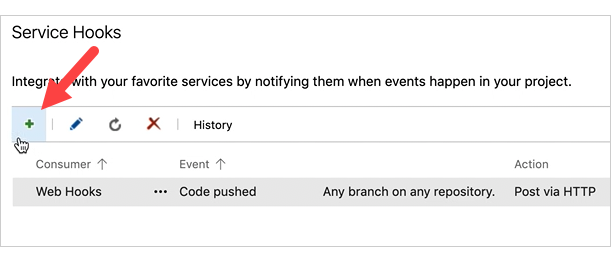 Service Hooks
Integrate with your favorite services by notifying them when events happen in your project.
History
Consumer ↑ Event ↑ Action
Web Hooks ••• Code pushed Any branch on any repository. Post via HTTP